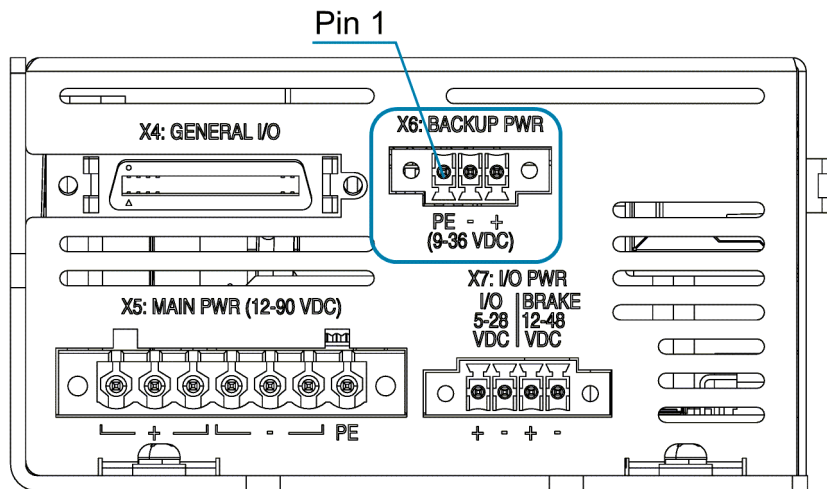 Pin 1
X4: GENERAL I/O
X6: BACKUP PWR
PE - +
(9-36 VDC)
X7: I/O PWR
I/O BRAKE
5-28 12-48
VDC VDC
X5: MAIN PWR (12-90 VDC)
+ - PE
+ - + -